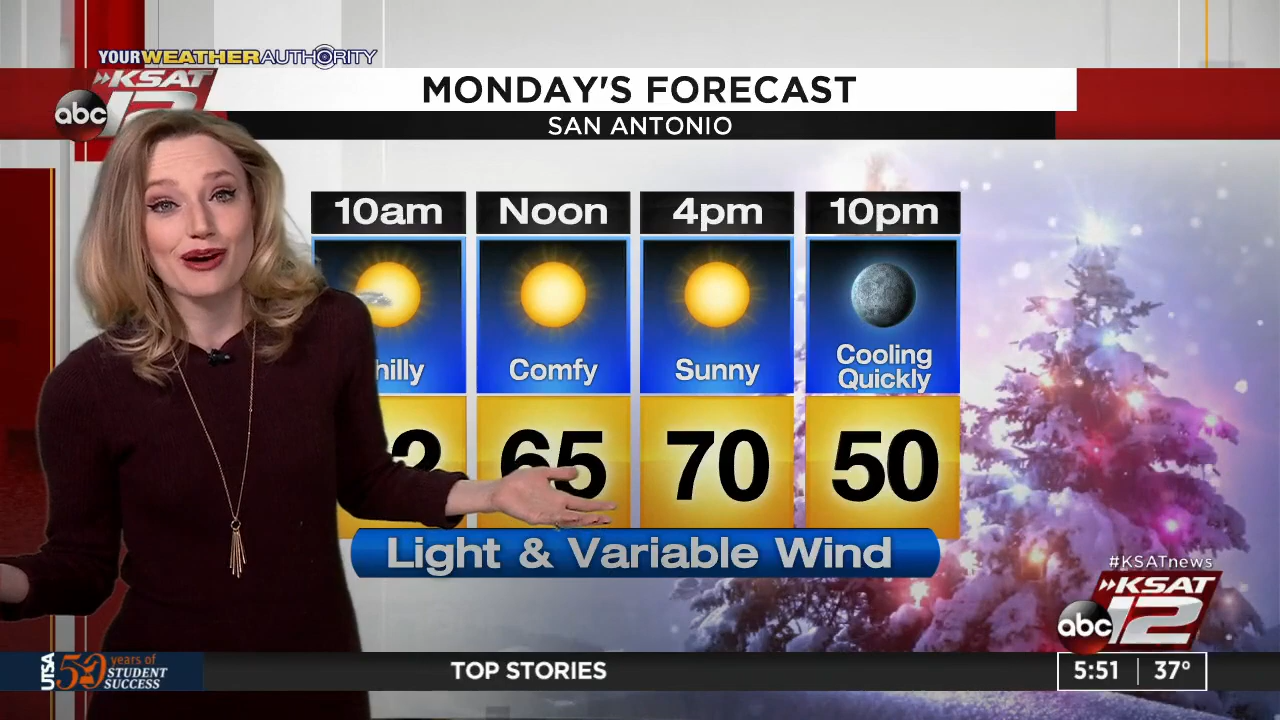 YOUR WEATHER AUTHORITY
KSAT
abc 12
MONDAY'S FORECAST
SAN ANTONIO
10am Noon 4pm 10pm
Comfy Sunny Cooling Quickly
65 70 50
Light & Variable Wind
#KSATnews
KSAT
abc 12
UTSA 50 years of STUDENT SUCCESS
TOP STORIES
5:51 37°